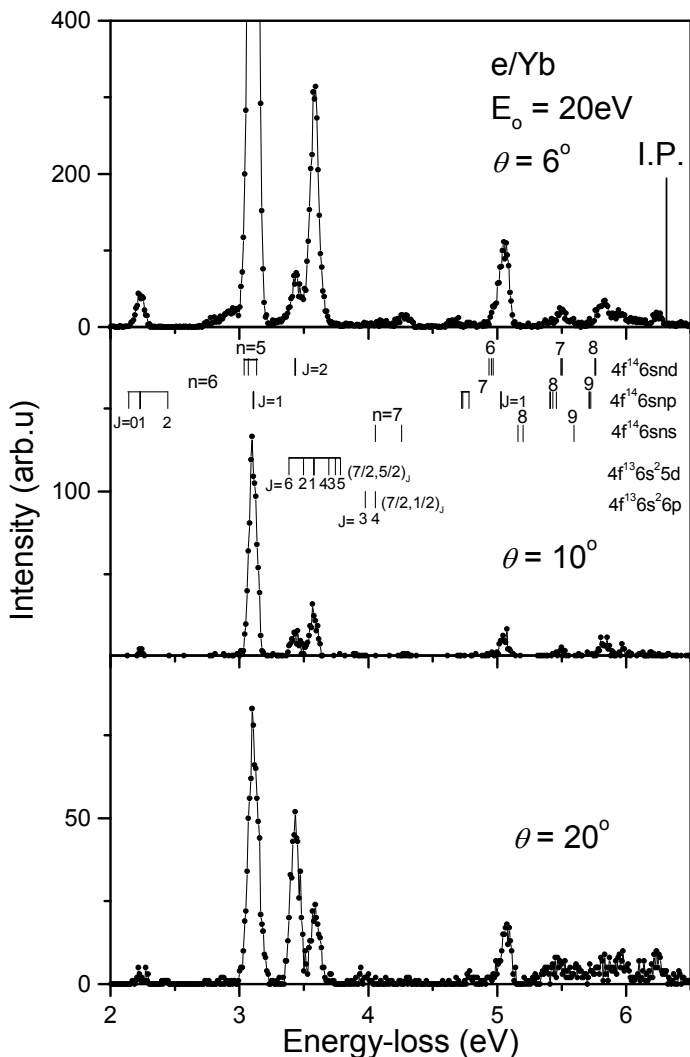 400
e/Yb
E₀ = 20eV
θ = 6°
I.P.
200
0
n=5 J=2 6 7 8 4f¹⁴6snd
n=6 J=1 7 J=1 8 9 4f¹⁴6snp
J=01 2 n=7 8 9 4f¹⁴6sns
J= 6 2 1 4 3 5 (7/2,5/2)J 4f¹³6s²5d
J= 3 4 (7/2,1/2)J 4f¹³6s²6p
100
θ = 10°
Intensity (arb.u)
50
θ = 20°
0
2 3 4 5 6
Energy-loss (eV)